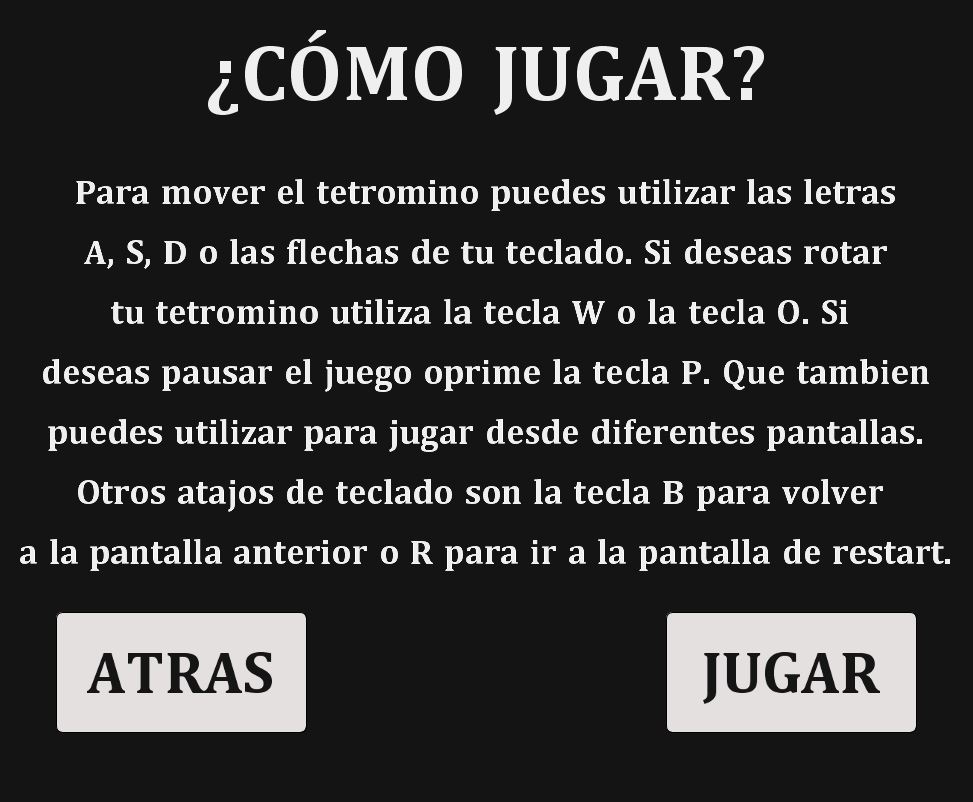 ¿CÓMO JUGAR?
Para mover el tetromino puedes utilizar las letras
A, S, D o las flechas de tu teclado. Si deseas rotar
tu tetromino utiliza la tecla W o la tecla O. Si
deseas pausar el juego oprime la tecla P. Que tambien
puedes utilizar para jugar desde diferentes pantallas.
Otros atajos de teclado son la tecla B para volver
a la pantalla anterior o R para ir a la pantalla de restart.
ATRAS
JUGAR